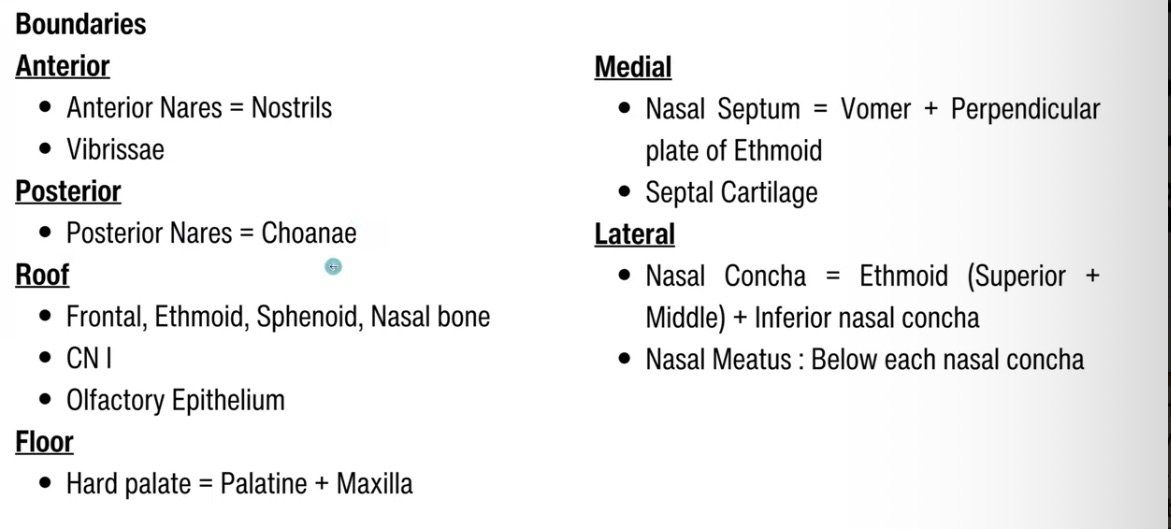 Boundaries
Anterior
• Anterior Nares = Nostrils
• Vibrissae
Posterior
• Posterior Nares = Choanae
Roof
• Frontal, Ethmoid, Sphenoid, Nasal bone
• CN I
• Olfactory Epithelium
Floor
• Hard palate = Palatine + Maxilla
Medial
• Nasal Septum = Vomer + Perpendicular
plate of Ethmoid
• Septal Cartilage
Lateral
• Nasal Concha = Ethmoid (Superior +
Middle) + Inferior nasal concha
• Nasal Meatus : Below each nasal concha